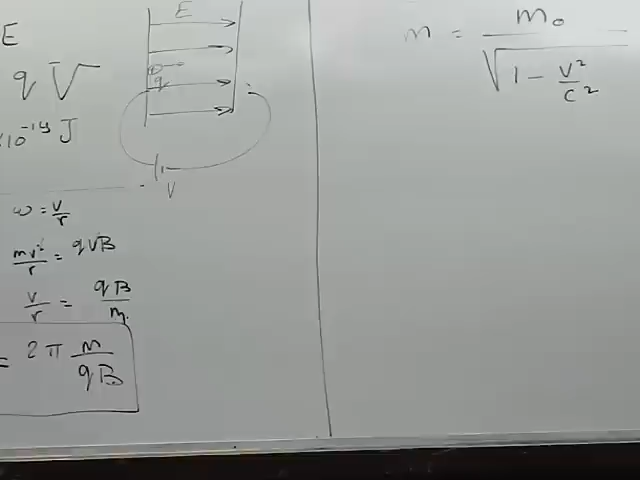 E
q V
×10⁻¹⁹ J
E
q
V
ω = v/r
mv²/r = qVB
v/r = qB/m
= 2π m/qB
m = m₀/√(1 - v²/c²)